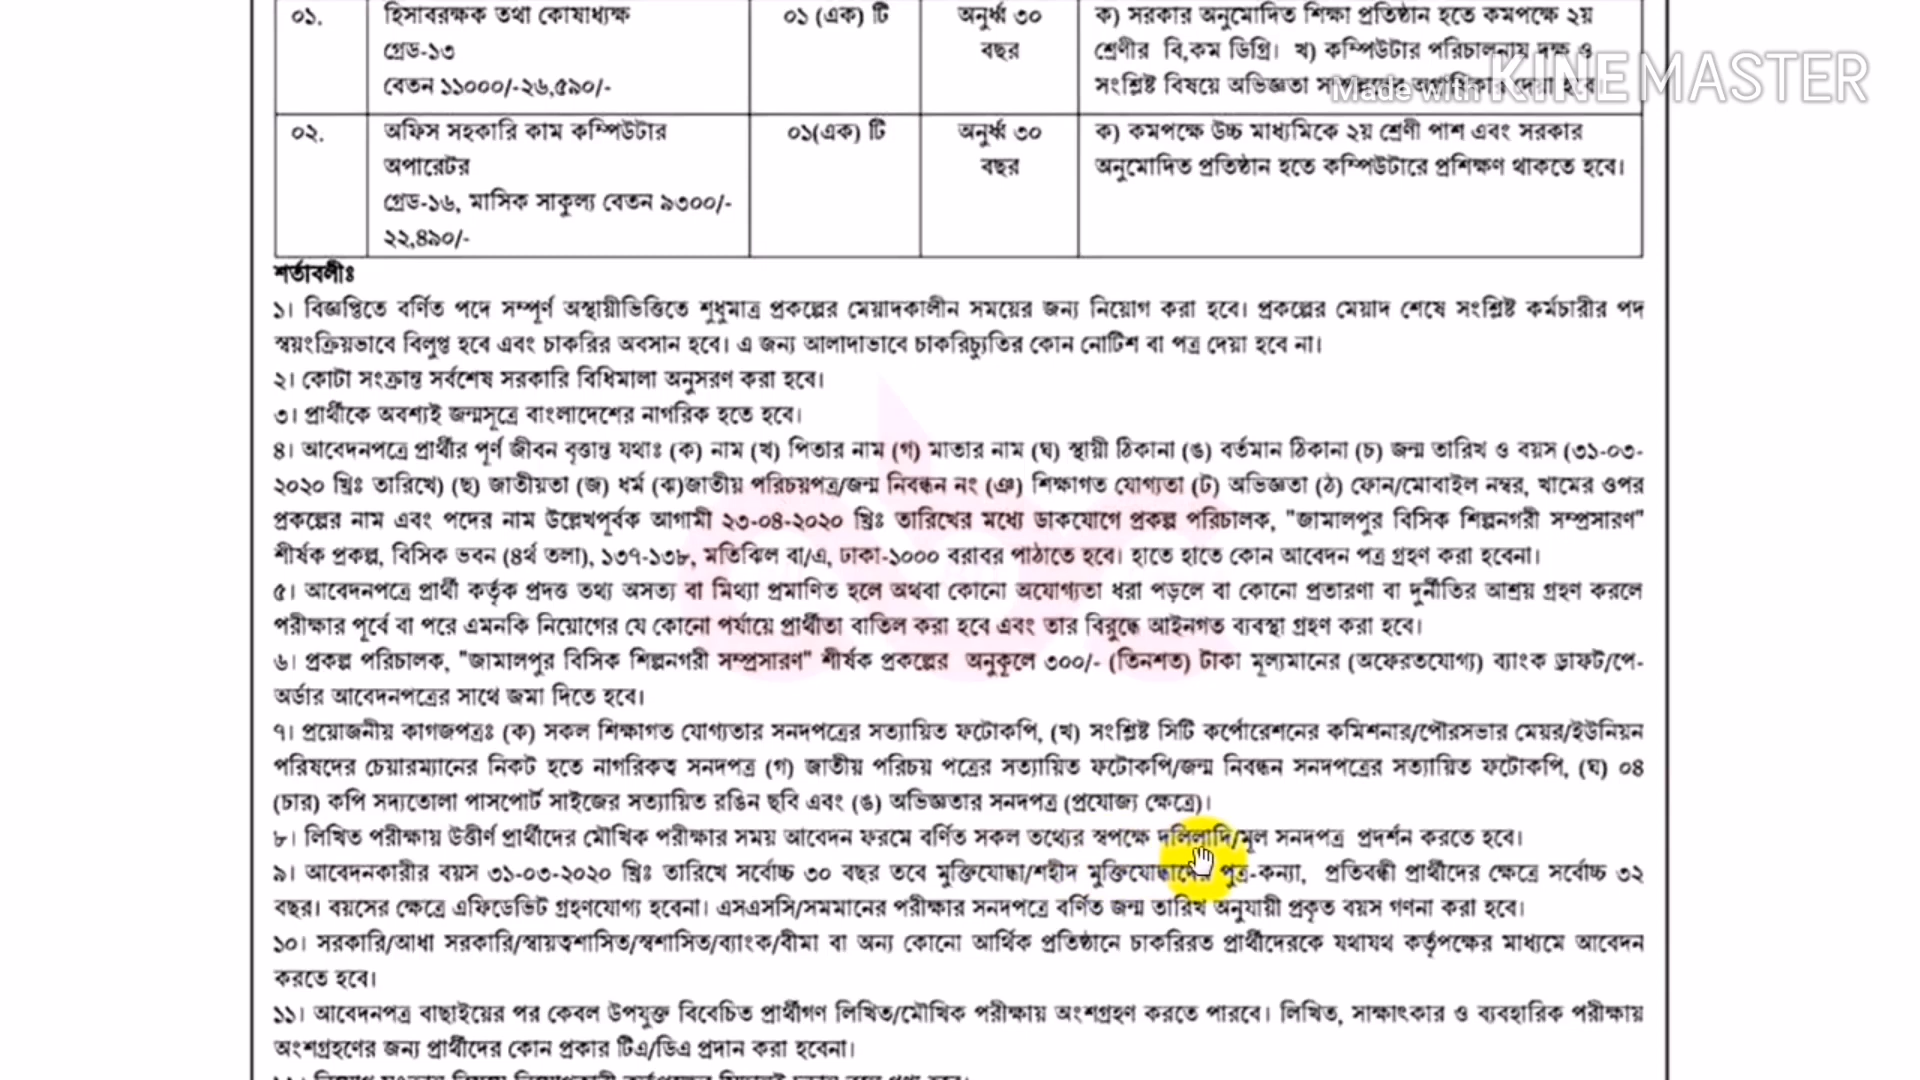 ০১.
হিসাবরক্ষক তথা কোষাধ্যক্ষ
গ্রেড-১৩
বেতন ১১০০০/-২৬,৫৯০/-
০১ (এক) টি
অনুর্ধ্ব ৩০
বছর
ক) সরকার অনুমোদিত শিক্ষা প্রতিষ্ঠান হতে কমপক্ষে ২য়
শ্রেণীর বি,কম ডিগ্রি। খ) কম্পিউটার পরিচালনায় দক্ষ ও
সংশ্লিষ্ট বিষয়ে অভিজ্ঞতা সম্পন্নদের অগ্রাধিকার দেয়া হবে
Made with KINEMASTER
০২.
অফিস সহকারি কাম কম্পিউটার
অপারেটর
গ্রেড-১৬, মাসিক সাকুল্য বেতন ৯৩০০/-
২২,৪৯০/-
০১(এক) টি
অনুর্ধ্ব ৩০
বছর
ক) কমপক্ষে উচ্চ মাধ্যমিকে ২য় শ্রেণী পাশ এবং সরকার
অনুমোদিত প্রতিষ্ঠান হতে কম্পিউটারে প্রশিক্ষণ থাকতে হবে।
শর্তাবলীঃ
১। বিজ্ঞপ্তিতে বর্ণিত পদে সম্পূর্ণ অস্থায়ীভিত্তিতে শুধুমাত্র প্রকল্পের মেয়াদকালীন সময়ের জন্য নিয়োগ করা হবে। প্রকল্পের মেয়াদ শেষে সংশ্লিষ্ট কর্মচারীর পদ
স্বয়ংক্রিয়ভাবে বিলুপ্ত হবে এবং চাকরির অবসান হবে। এ জন্য আলাদাভাবে চাকরিচ্যুতির কোন নোটিশ বা পত্র দেয়া হবে না।
২। কোটা সংক্রান্ত সর্বশেষ সরকারি বিধিমালা অনুসরণ করা হবে।
৩। প্রার্থীকে অবশ্যই জন্মসূত্রে বাংলাদেশের নাগরিক হতে হবে।
৪। আবেদনপত্রে প্রার্থীর পূর্ণ জীবন বৃত্তান্ত যথাঃ (ক) নাম (খ) পিতার নাম (গ) মাতার নাম (ঘ) স্থায়ী ঠিকানা (ঙ) বর্তমান ঠিকানা (চ) জন্ম তারিখ ও বয়স (৩১-০৩-
২০২০ খ্রিঃ তারিখে) (ছ) জাতীয়তা (জ) ধর্ম (ঝ)জাতীয় পরিচয়পত্র/জন্ম নিবন্ধন নং (ঞ) শিক্ষাগত যোগ্যতা (ট) অভিজ্ঞতা (ঠ) ফোন/মোবাইল নম্বর, খামের ওপর
প্রকল্পের নাম এবং পদের নাম উল্লেখপূর্বক আগামী ২৩-০৪-২০২০ খ্রিঃ তারিখের মধ্যে ডাকযোগে প্রকল্প পরিচালক, "জামালপুর বিসিক শিল্পনগরী সম্প্রসারণ"
শীর্ষক প্রকল্প, বিসিক ভবন (৪র্থ তলা), ১৩৭-১৩৮, মতিঝিল বা/এ, ঢাকা-১০০০ বরাবর পাঠাতে হবে। হাতে হাতে কোন আবেদন পত্র গ্রহণ করা হবেনা।
৫। আবেদনপত্রে প্রার্থী কর্তৃক প্রদত্ত তথ্য অসত্য বা মিথ্যা প্রমাণিত হলে অথবা কোনো অযোগ্যতা ধরা পড়লে বা কোনো প্রতারণা বা দুর্নীতির আশ্রয় গ্রহণ করলে
পরীক্ষার পূর্বে বা পরে এমনকি নিয়োগের যে কোনো পর্যায়ে প্রার্থীতা বাতিল করা হবে এবং তার বিরুদ্ধে আইনগত ব্যবস্থা গ্রহণ করা হবে।
৬। প্রকল্প পরিচালক, "জামালপুর বিসিক শিল্পনগরী সম্প্রসারণ" শীর্ষক প্রকল্পের অনুকূলে ৩০০/- (তিনশত) টাকা মূল্যমানের (অফেরতযোগ্য) ব্যাংক ড্রাফট/পে-
অর্ডার আবেদনপত্রের সাথে জমা দিতে হবে।
৭। প্রয়োজনীয় কাগজপত্রঃ (ক) সকল শিক্ষাগত যোগ্যতার সনদপত্রের সত্যায়িত ফটোকপি, (খ) সংশ্লিষ্ট সিটি কর্পোরেশনের কমিশনার/পৌরসভার মেয়র/ইউনিয়ন
পরিষদের চেয়ারম্যানের নিকট হতে নাগরিকত্ব সনদপত্র (গ) জাতীয় পরিচয় পত্রের সত্যায়িত ফটোকপি/জন্ম নিবন্ধন সনদপত্রের সত্যায়িত ফটোকপি, (ঘ) ০৪
(চার) কপি সদ্যতোলা পাসপোর্ট সাইজের সত্যায়িত রঙিন ছবি এবং (ঙ) অভিজ্ঞতার সনদপত্র (প্রযোজ্য ক্ষেত্রে)।
৮। লিখিত পরীক্ষায় উত্তীর্ণ প্রার্থীদের মৌখিক পরীক্ষার সময় আবেদন ফরমে বর্ণিত সকল তথ্যের স্বপক্ষে দলিলাদি/মূল সনদপত্র প্রদর্শন করতে হবে।
৯। আবেদনকারীর বয়স ৩১-০৩-২০২০ খ্রিঃ তারিখে সর্বোচ্চ ৩০ বছর তবে মুক্তিযোদ্ধা/শহীদ মুক্তিযোদ্ধাদের পুত্র-কন্যা, প্রতিবন্ধী প্রার্থীদের ক্ষেত্রে সর্বোচ্চ ৩২
বছর। বয়সের ক্ষেত্রে এফিডেডিট গ্রহণযোগ্য হবেনা। এসএসসি/সমমানের পরীক্ষার সনদপত্রে বর্ণিত জন্ম তারিখ অনুযায়ী প্রকৃত বয়স গণনা করা হবে।
১০। সরকারি/আধা সরকারি/স্বায়ত্বশাসিত/স্বশাসিত/ব্যাংক/বীমা বা অন্য কোনো আর্থিক প্রতিষ্ঠানে চাকরিরত প্রার্থীদেরকে যথাযথ কর্তৃপক্ষের মাধ্যমে আবেদন
করতে হবে।
১১। আবেদনপত্র বাছাইয়ের পর কেবল উপযুক্ত বিবেচিত প্রার্থীগণ লিখিত/মৌখিক পরীক্ষায় অংশগ্রহণ করতে পারবে। লিখিত, সাক্ষাৎকার ও ব্যবহারিক পরীক্ষায়
অংশগ্রহণের জন্য প্রার্থীদের কোন প্রকার টিএ/ডিএ প্রদান করা হবেনা।